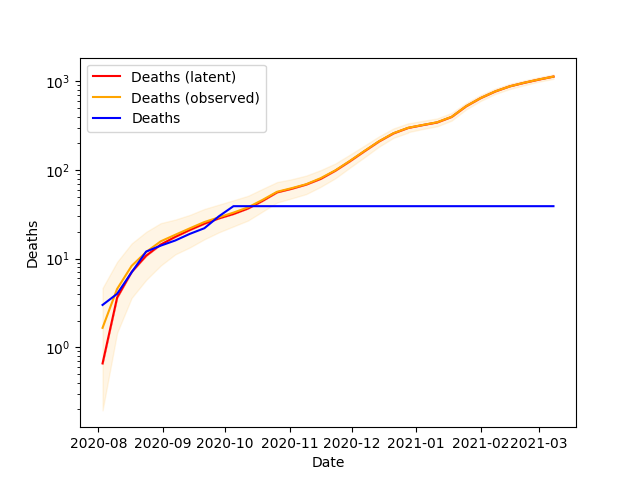 Deaths (latent)
Deaths (observed)
Deaths
10³
10²
10¹
10⁰
Deaths
2020-08 2020-09 2020-10 2020-11 2020-12 2021-01 2021-02 2021-03
Date